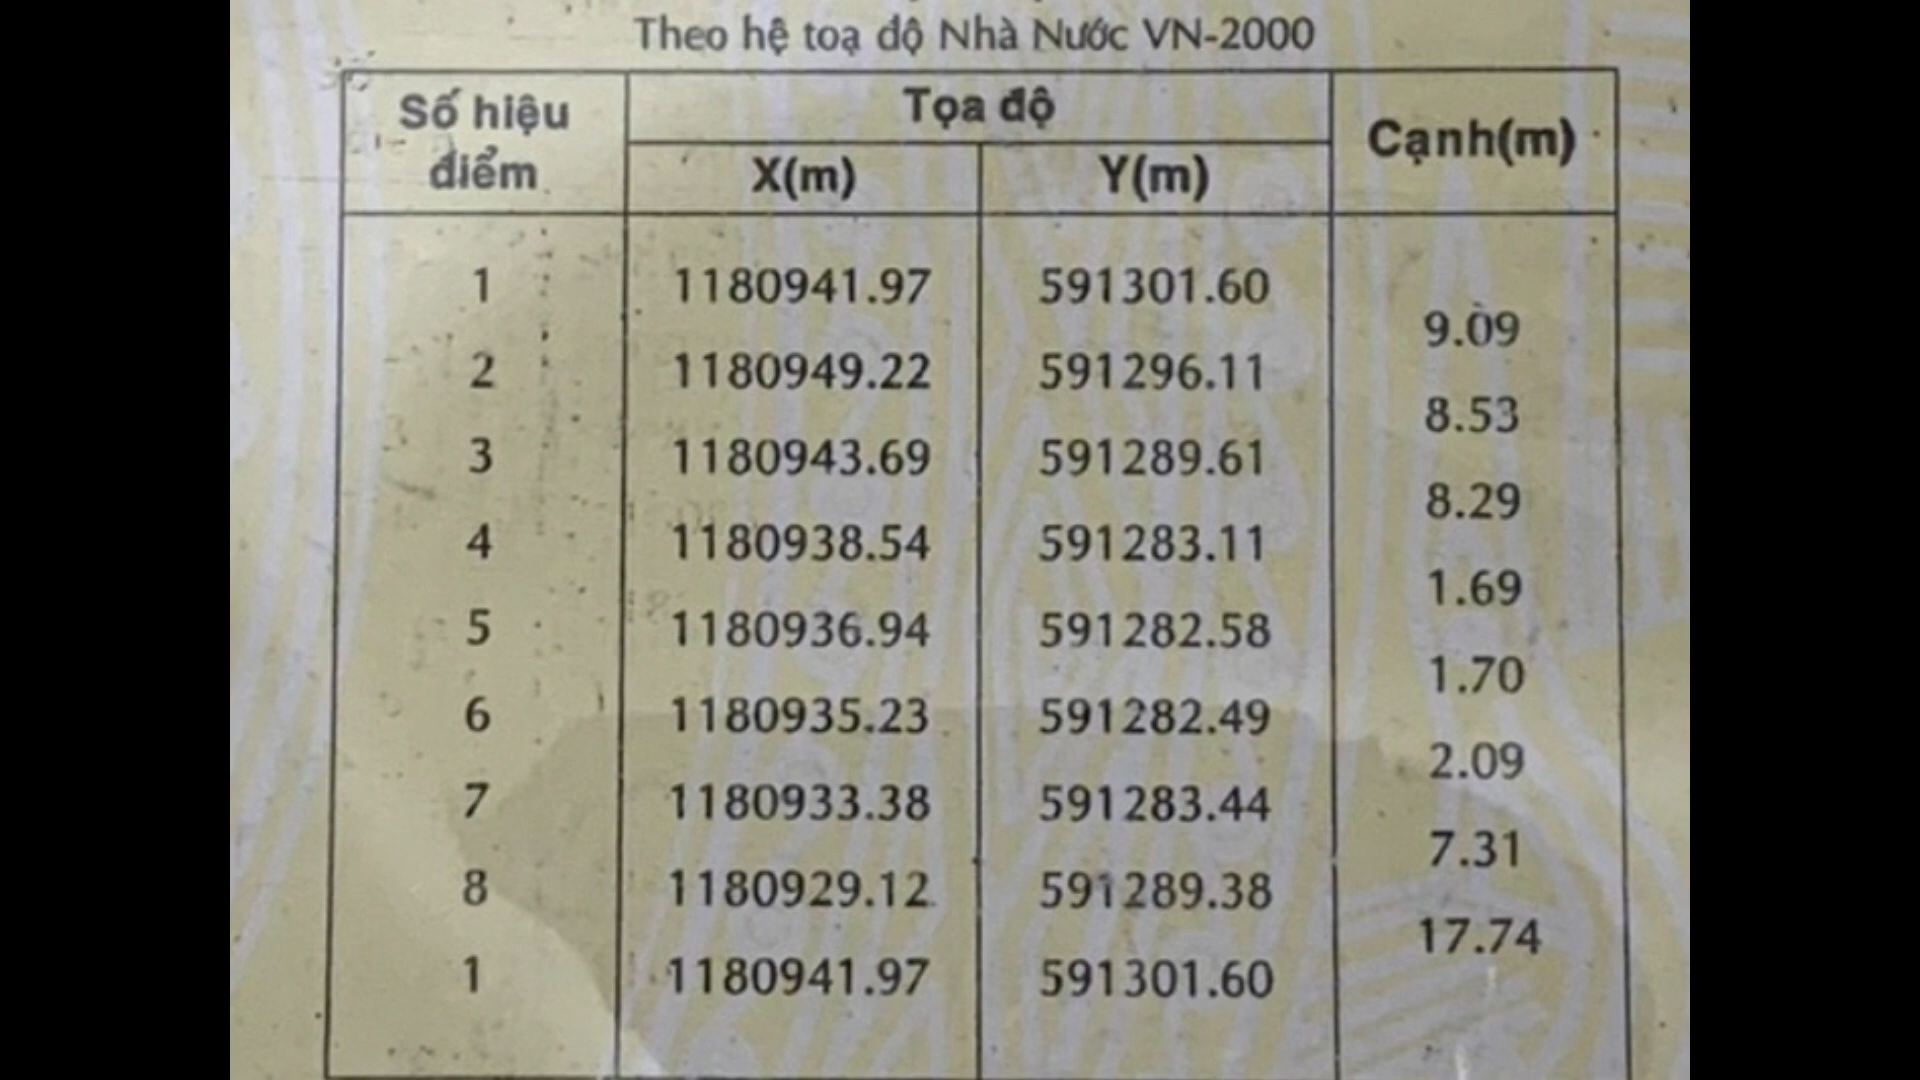 Theo hệ toạ độ Nhà Nước VN-2000
Số hiệu điểm Tọa độ Cạnh(m)
X(m) Y(m)
1 1180941.97 591301.60
9.09
2 1180949.22 591296.11
8.53
3 1180943.69 591289.61
8.29
4 1180938.54 591283.11
1.69
5 1180936.94 591282.58
1.70
6 1180935.23 591282.49
2.09
7 1180933.38 591283.44
7.31
8 1180929.12 591289.38
17.74
1 1180941.97 591301.60